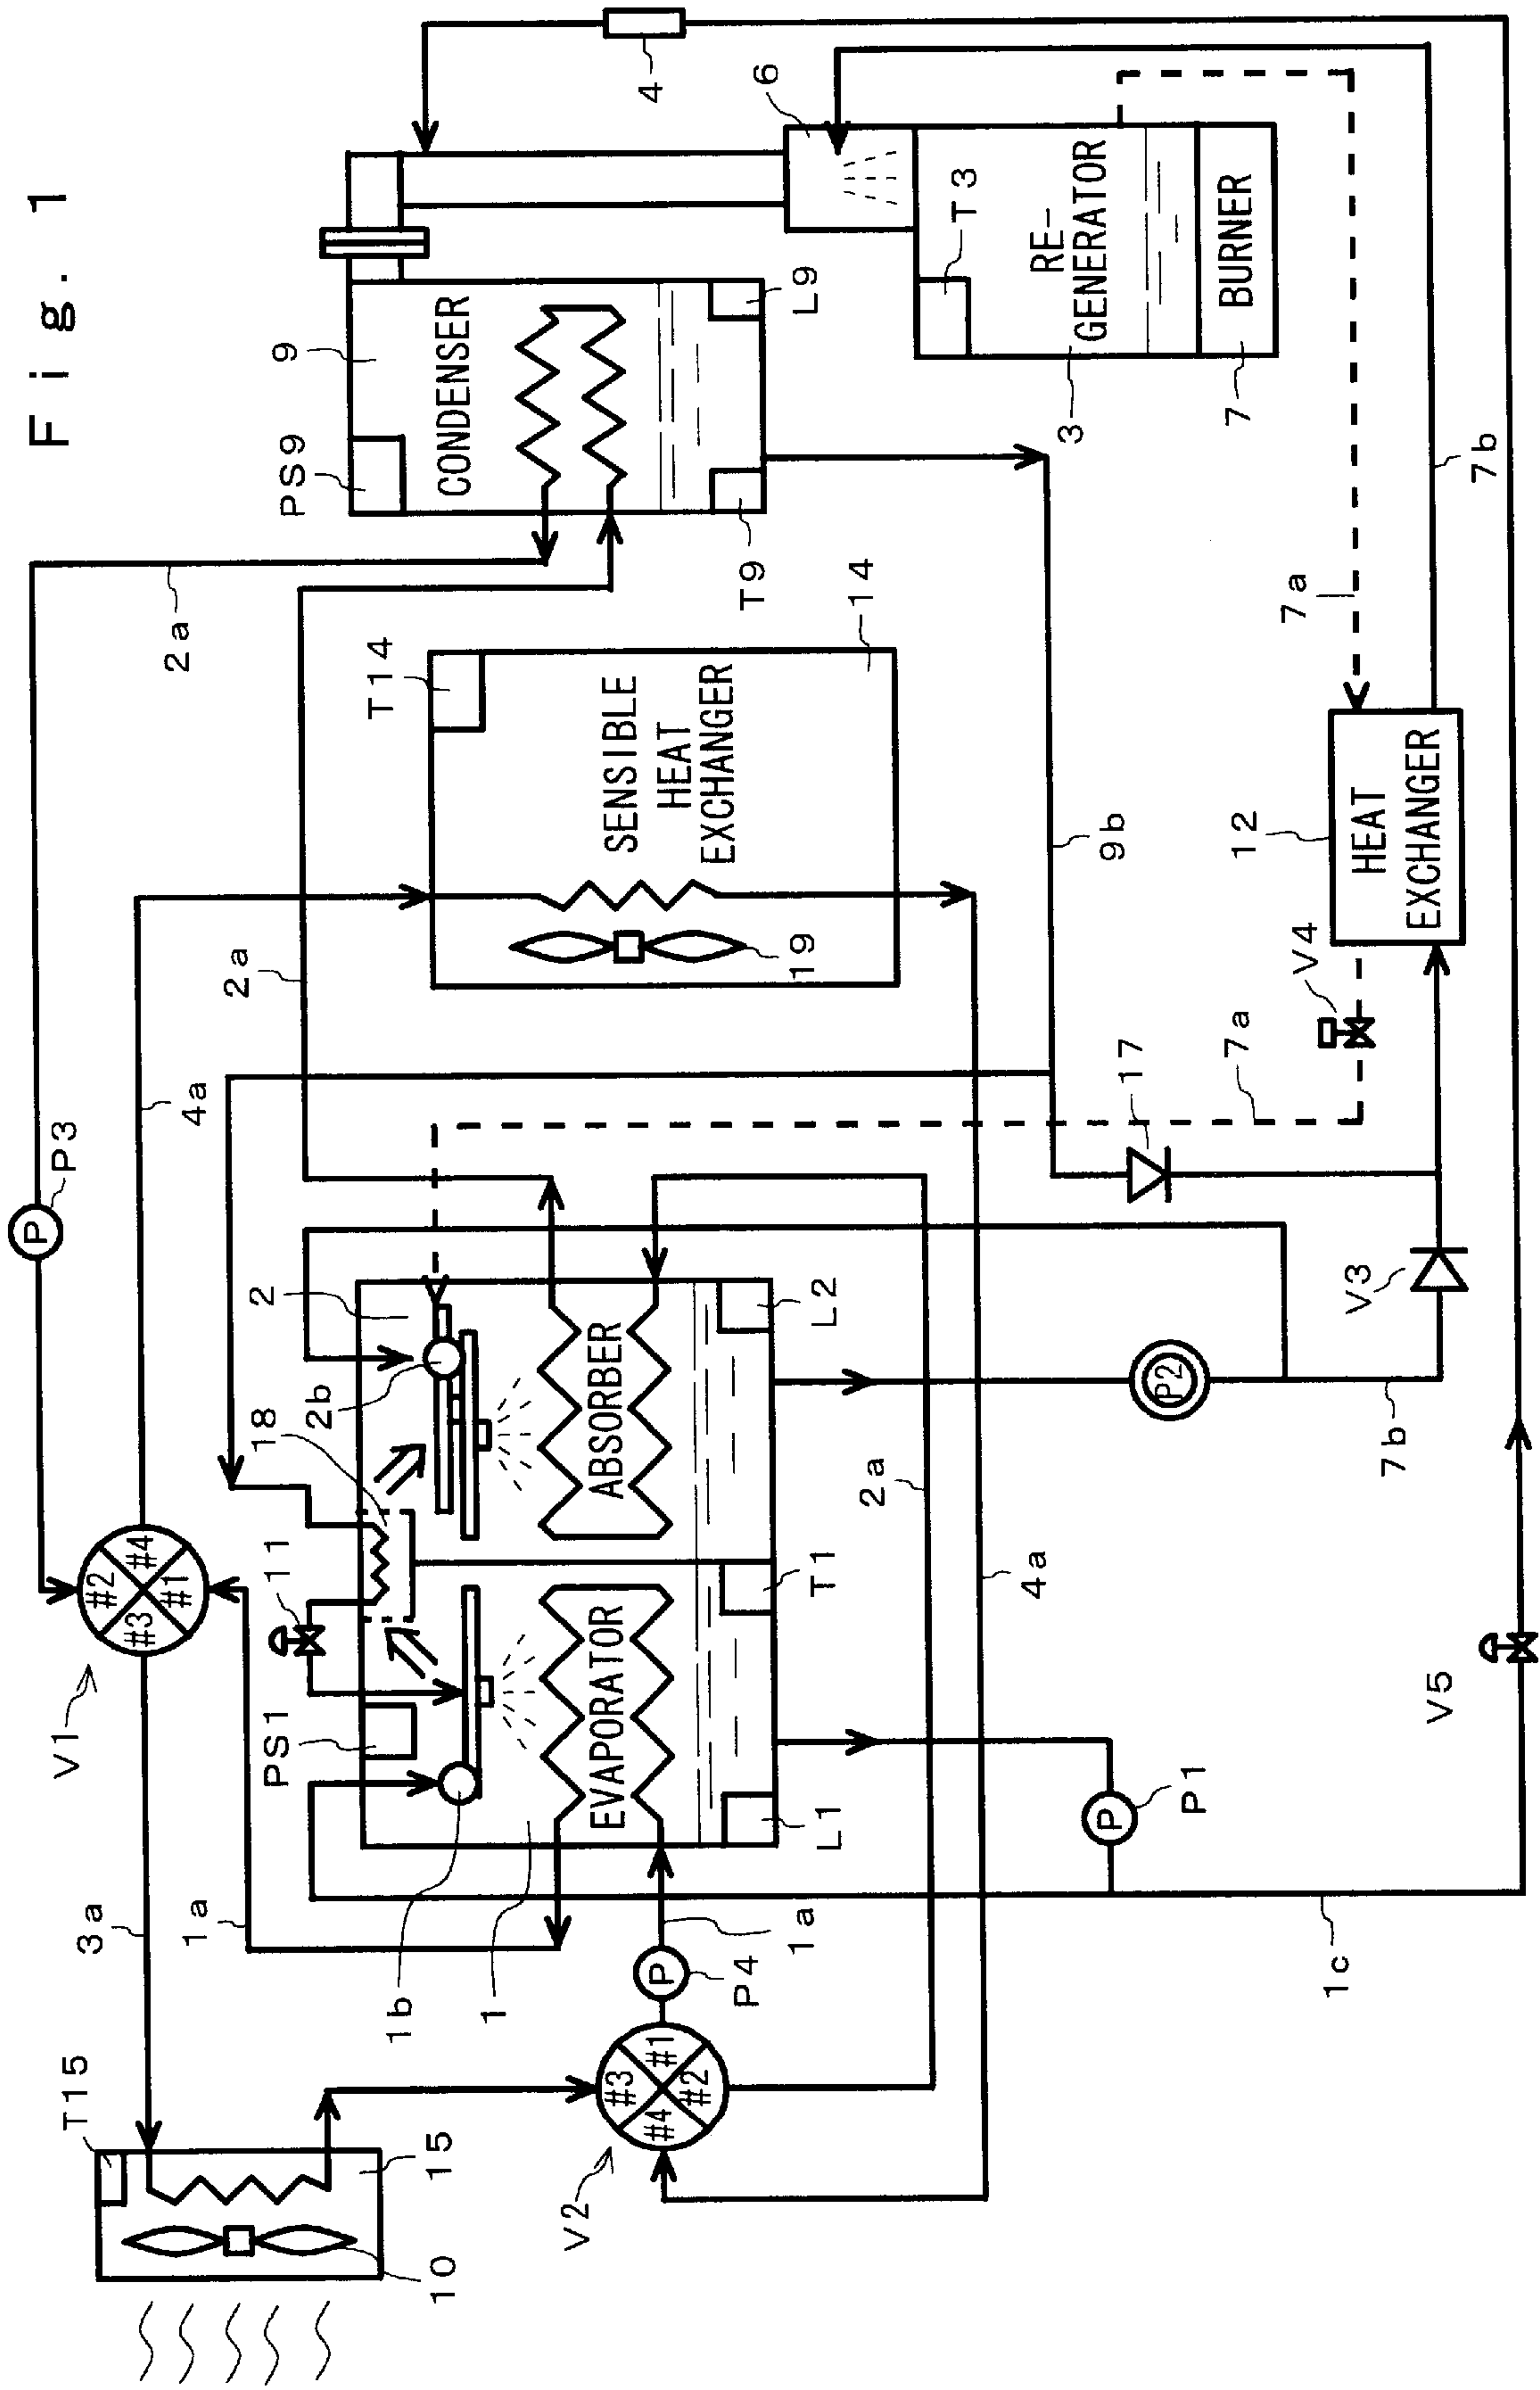 Fig. 1
T15
15
10
3a
V1
#1
#2
#3
#4
P
P3
4a
2a
1a
PS1
11
18
2
2b
1b
1
V2
#1
#2
#3
#4
P
P4
1a
EVAPORATOR
ABSORBER
L1
T1
L2
P
P1
1c
V5
4a
2a
P2
7b
V3
17
7a
V4
2a
T14
14
SENSIBLE
HEAT
EXCHANGER
19
9b
12
HEAT
EXCHANGER
7a
7b
PS9
9
CONDENSER
T9
L9
4
6
T3
RE-
GENERATOR
3
BURNER
7